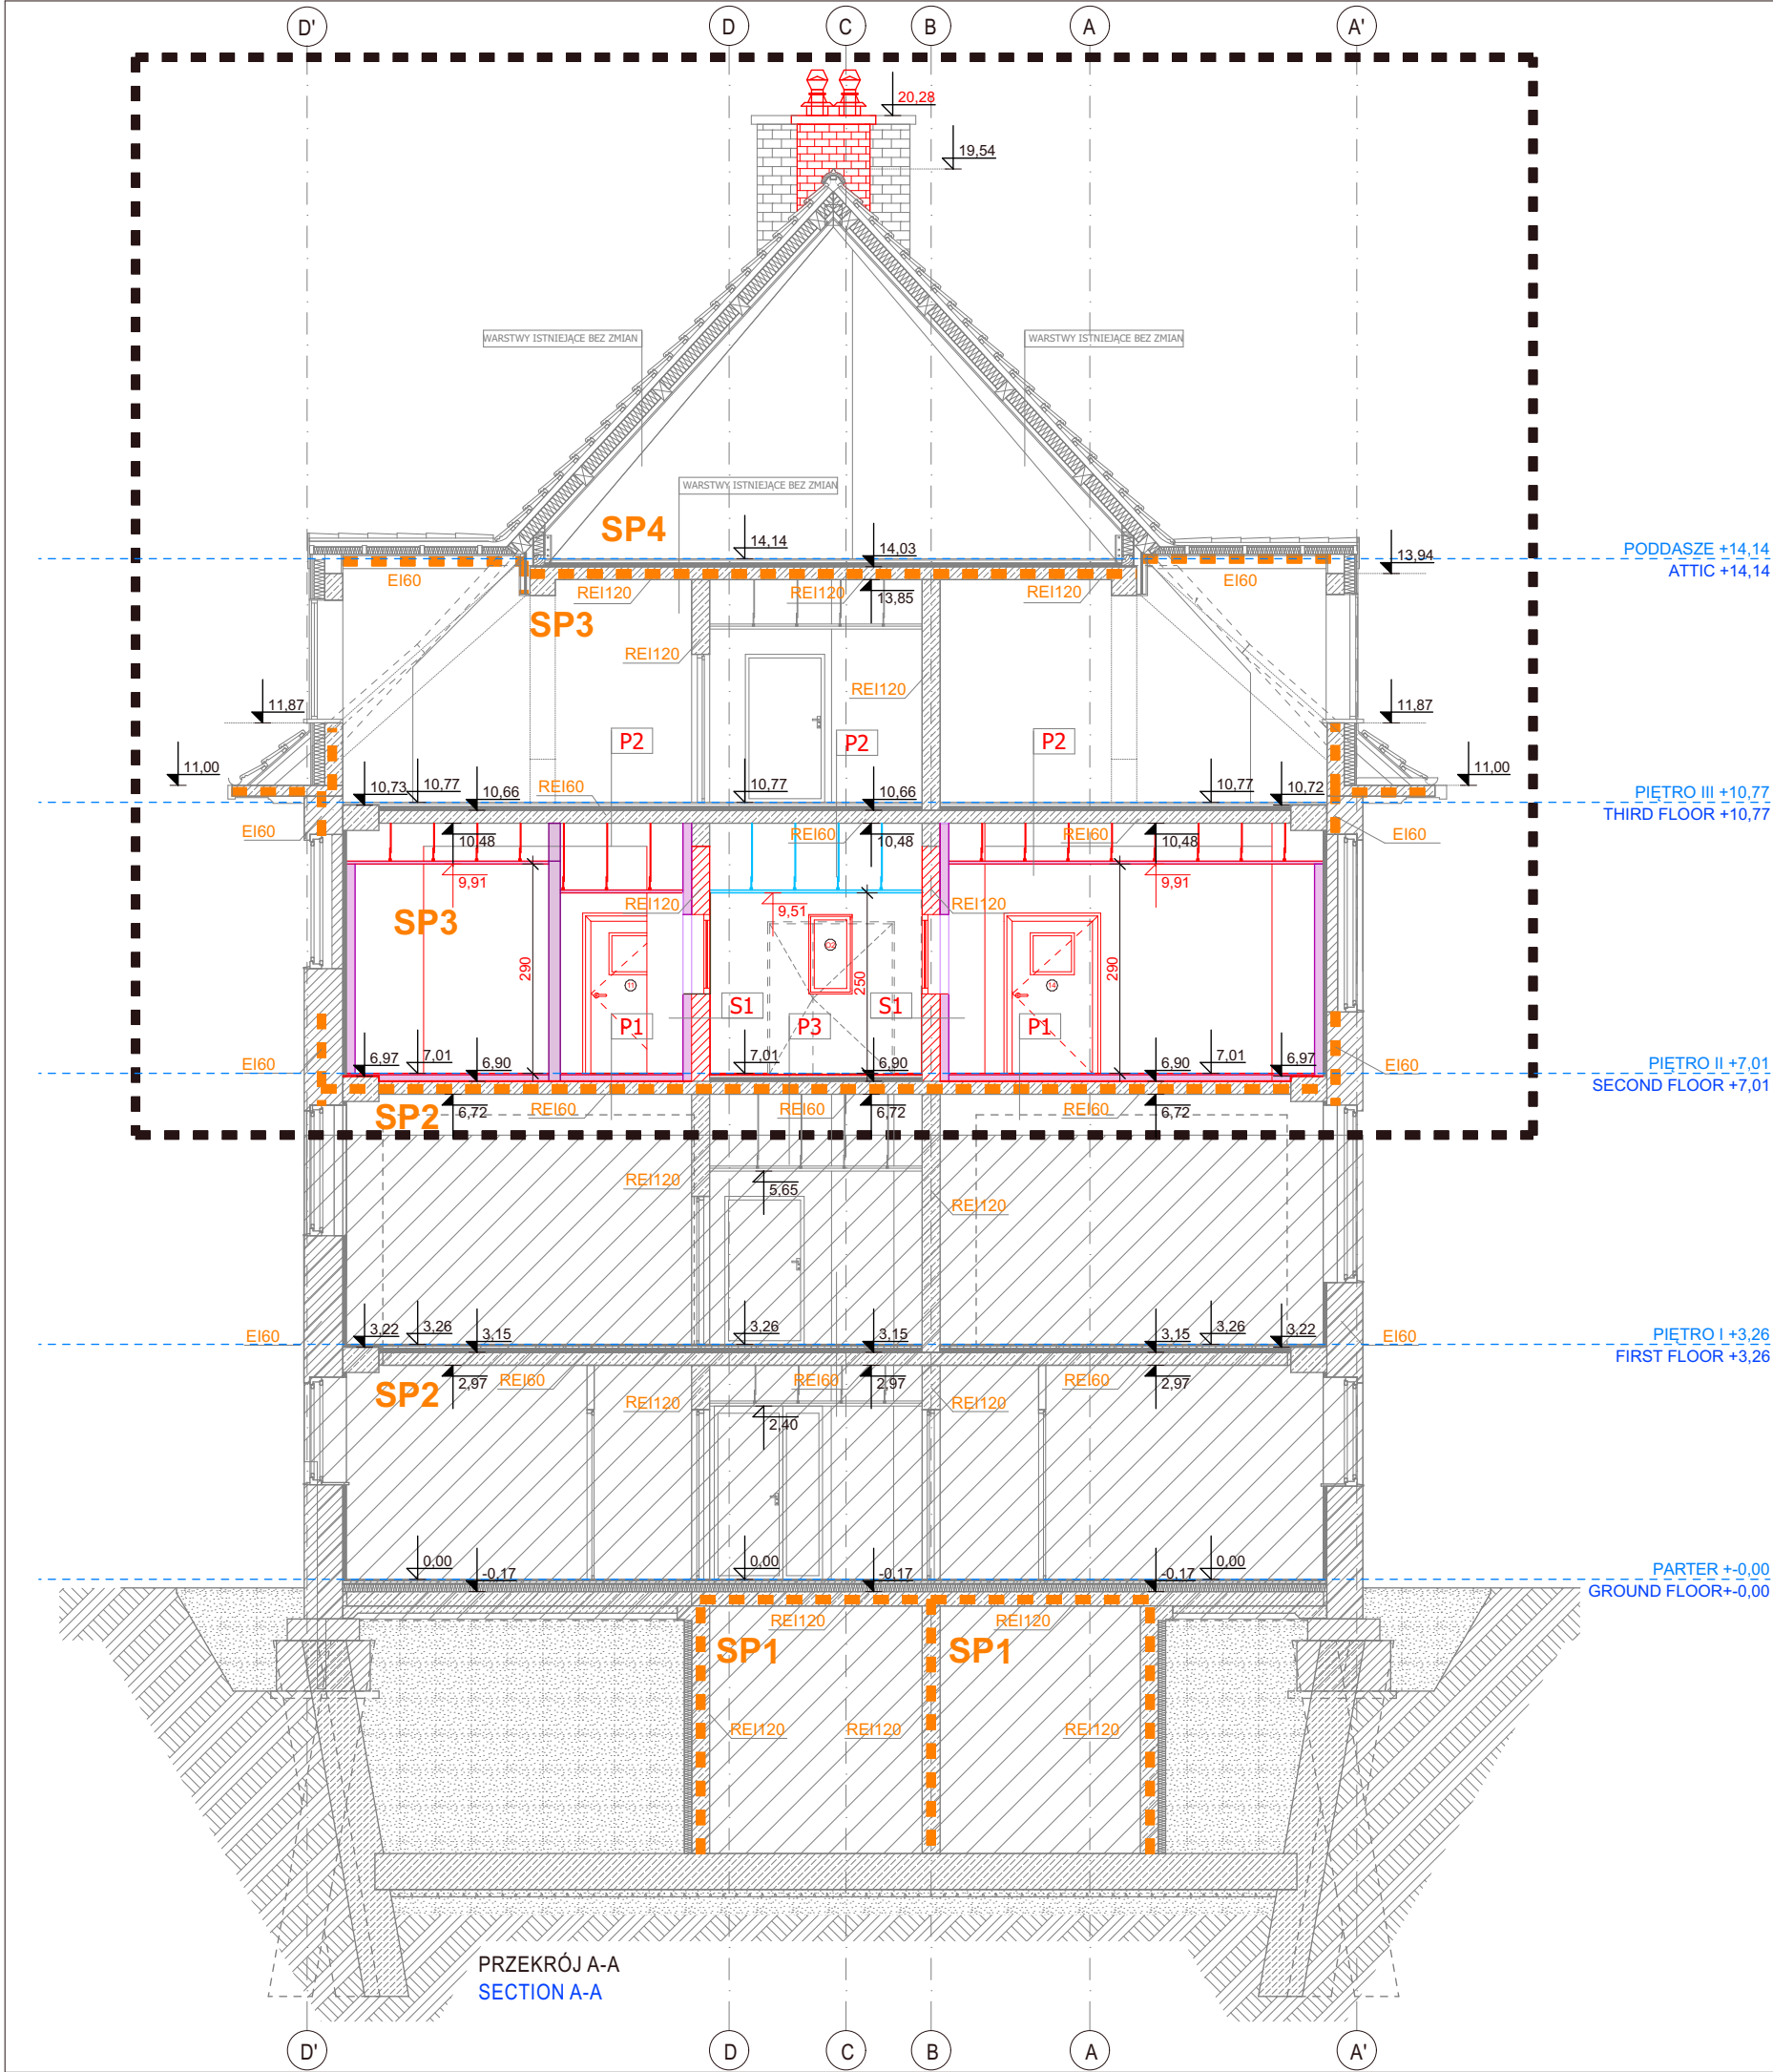 D' D C B A A'
20,28
19,54
WARSTWY ISTNIEJĄCE BEZ ZMIAN WARSTWY ISTNIEJĄCE BEZ ZMIAN
WARSTWY ISTNIEJĄCE BEZ ZMIAN
SP4 14,14 14,03 13,94
PODDASZE +14,14
ATTIC +14,14
EI60 REI120 REI120 13,85 REI120 EI60
SP3
REI120
REI120
11,87 11,87
P2 P2 P2
11,00 11,00
10,73 10,77 10,66 REI60 10,77 10,66 10,77 10,72
PIĘTRO III +10,77
THIRD FLOOR +10,77
EI60 10,48 REI60 10,48 REI60 10,48 EI60
9,91 9,91
SP3 REI120 9,51 REI120
O2
290 11 250 14 290
S1 S1
P1 P3 P1
EI60 6,97 7,01 6,90 7,01 6,90 6,90 7,01 6,97 EI60
PIĘTRO II +7,01
SECOND FLOOR +7,01
SP2 6,72 REI60 REI60 6,72 REI60 6,72
REI120 5,65 REI120
EI60 3,22 3,26 3,15 3,26 3,15 3,15 3,26 3,22 EI60
PIĘTRO I +3,26
FIRST FLOOR +3,26
SP2 2,97 REI60 REI60 2,97 REI60 2,97
REI120 2,40 REI120
0,00 -0,17 0,00 -0,17 -0,17 0,00
PARTER +-0,00
GROUND FLOOR+-0,00
REI120 REI120
SP1 SP1
REI120 REI120 REI120
PRZEKRÓJ A-A
SECTION A-A
D' D C B A A'